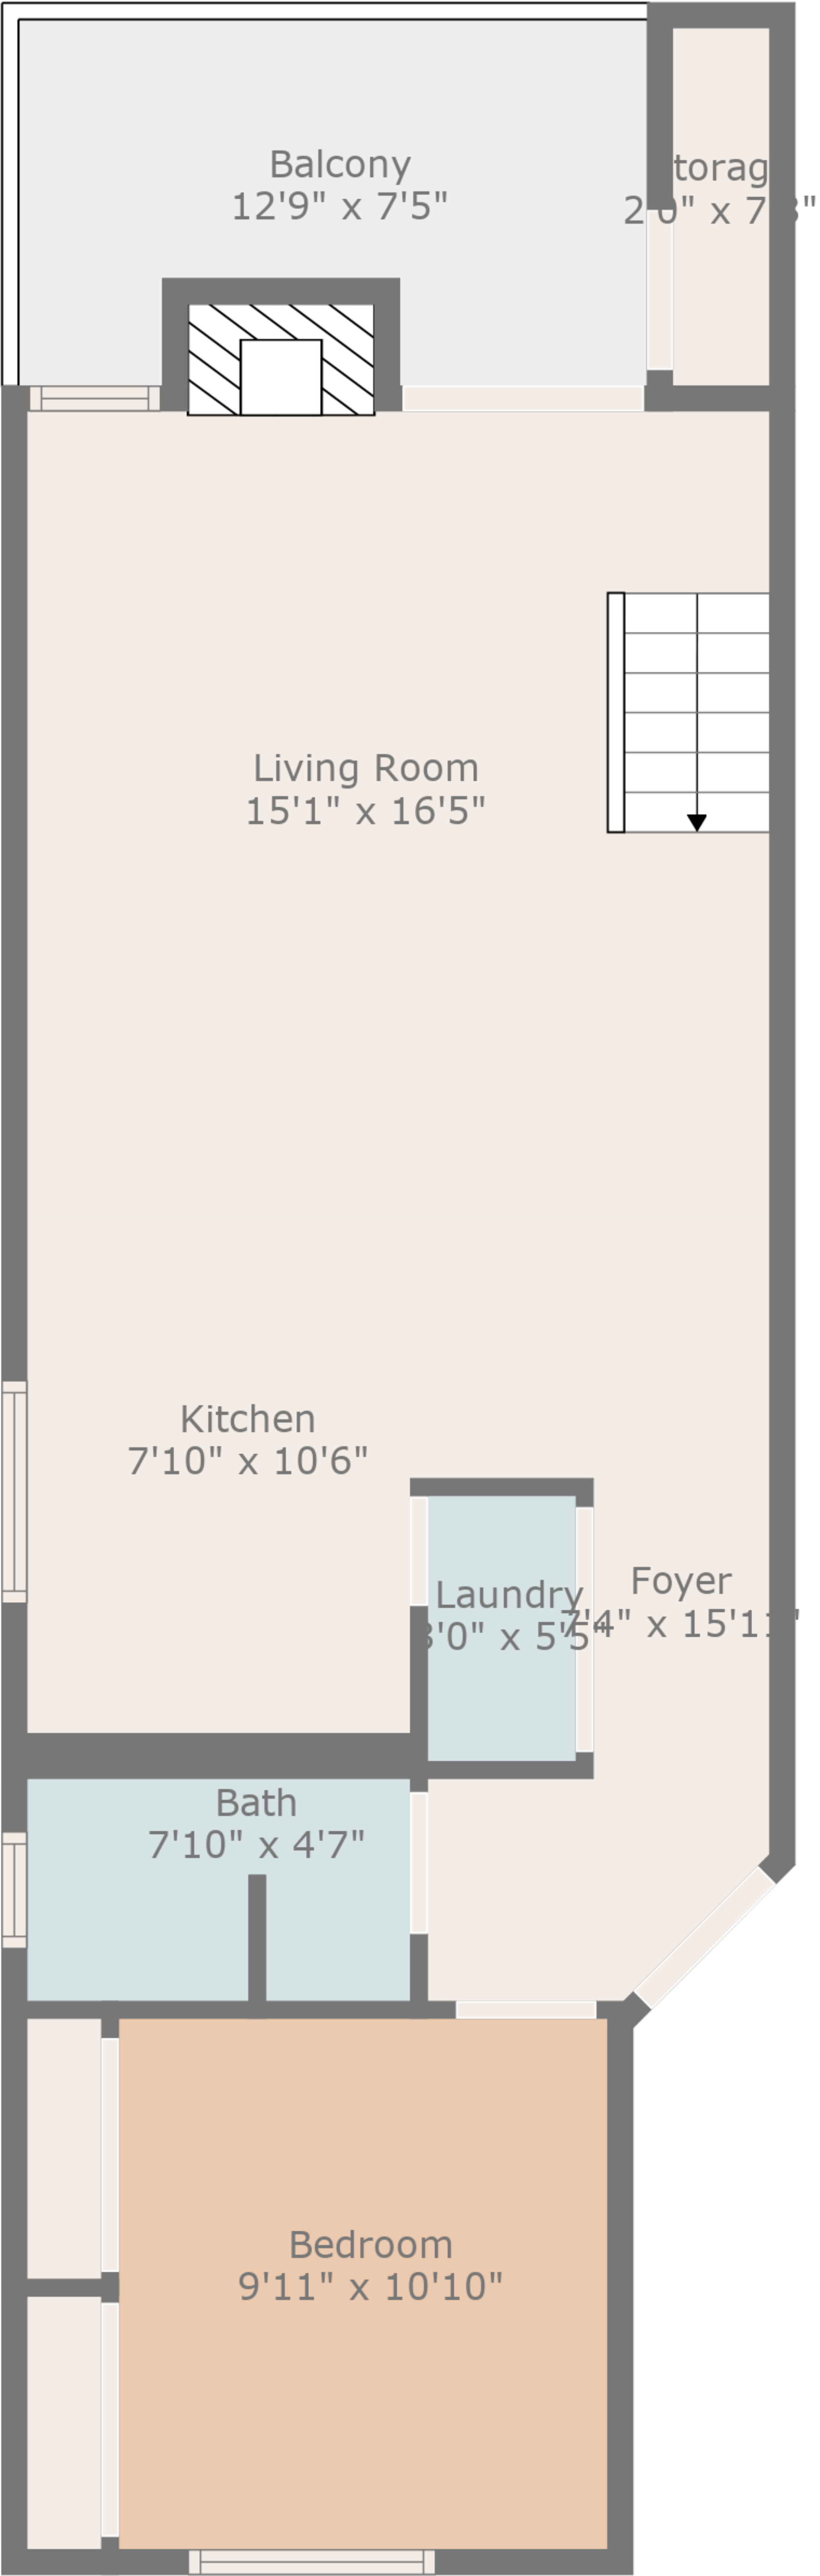 Balcony
12'9" x 7'5"
torag
Living Room
15'1" x 16'5"
Kitchen
7'10" x 10'6"
Foyer
Laundry
Bath
7'10" x 4'7"
Bedroom
9'11" x 10'10"